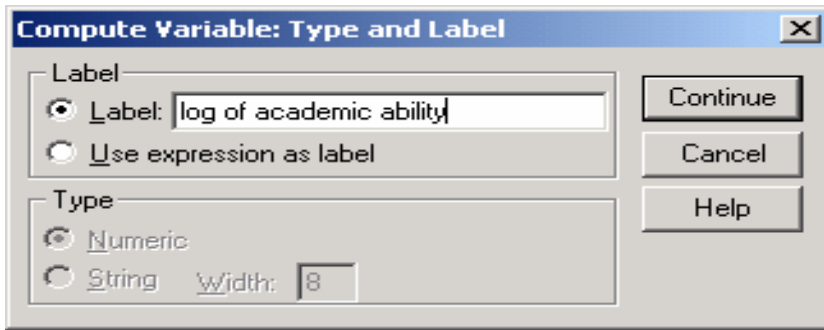 Compute Variable: Type and Label
Label
Label: log of academic ability
Use expression as label
Continue
Cancel
Help
Type
Numeric
String Width: 8